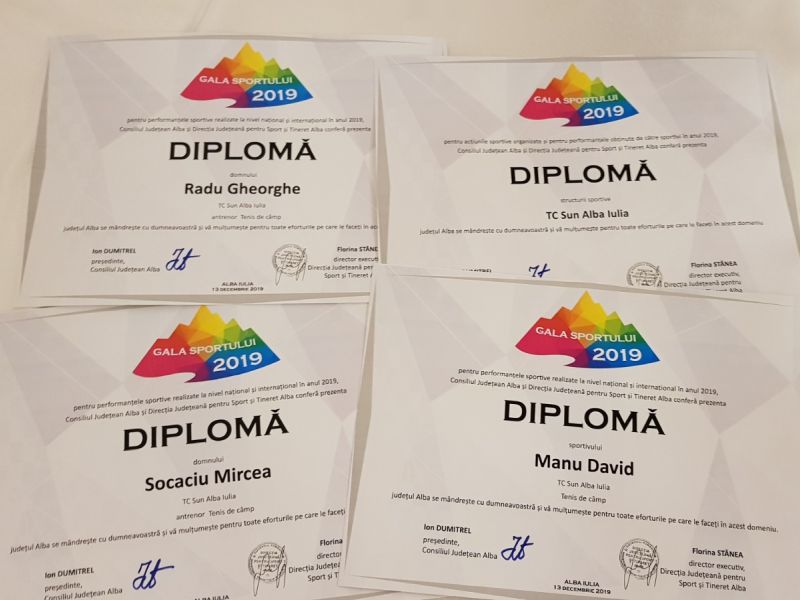 GALA SPORTULUI
2019
pentru performanțele sportive realizate la nivel național și internațional în anul 2019,
Consiliul Județean Alba și Direcția Județeană pentru Sport și Tineret Alba conferă prezenta
DIPLOMĂ
domnului
Radu Gheorghe
TC Sun Alba Iulia
antrenor Tenis de câmp
județul Alba se mândrește cu dumneavoastră și vă mulțumește pentru toate eforturile pe care le faceți în ace
Ion DUMITREL
președinte,
Consiliul Județean Alba
Florina STÂNE
director
Direcția Județeană
Sport și Tineret A
ALBA IULIA
13 DECEMBRIE 2019
GALA SPORTULUI
2019
pentru acțiunile sportive organizate și pentru performanțele obținute de către sportivi în anul 2019,
Consiliul Județean Alba și Direcția Județeană pentru Sport și Tineret Alba conferă prezenta
DIPLOMĂ
structurii sportive
TC Sun Alba Iulia
județul Alba se mândrește cu dumneavoastră și vă mulțumește pentru toate eforturile pe care le faceți în acest domeniu
DUMITREL
Florina STÂNEA
director executiv,
Direcția Județeană pentru
Sport și Tineret Alba
GALA SPORTULUI
2019
pentru performanțele sportive realizate la nivel național și internațional în anul 2019,
Consiliul Județean Alba și Direcția Județeană pentru Sport și Tineret Alba conferă prezenta
DIPLOMĂ
domnului
Socaciu Mircea
TC Sun Alba Iulia
antrenor Tenis de câmp
județul Alba se mândrește cu dumneavoastră și vă mulțumește pentru toate eforturile pe care le faceți
Ion DUMITREL
președinte,
Consiliul Județean Alba
Florina
director
Direcția Județeană
Sport și Tineret
GALA SPORTULUI
2019
pentru performanțele sportive realizate la nivel național și internațional în anul 2019,
Consiliul Județean Alba și Direcția Județeană pentru Sport și Tineret Alba conferă prezenta
DIPLOMĂ
sportivului
Manu David
TC Sun Alba Iulia
Tenis de câmp
județul Alba se mândrește cu dumneavoastră și vă mulțumește pentru toate eforturile pe care le faceți în acest domeniu.
Ion DUMITREL
președinte,
Consiliul Județean Alba
Florina STÂNEA
director executiv,
Direcția Județeană pentru
Sport și Tineret Alba
ALBA IULIA
13 DECEMBRIE 2019